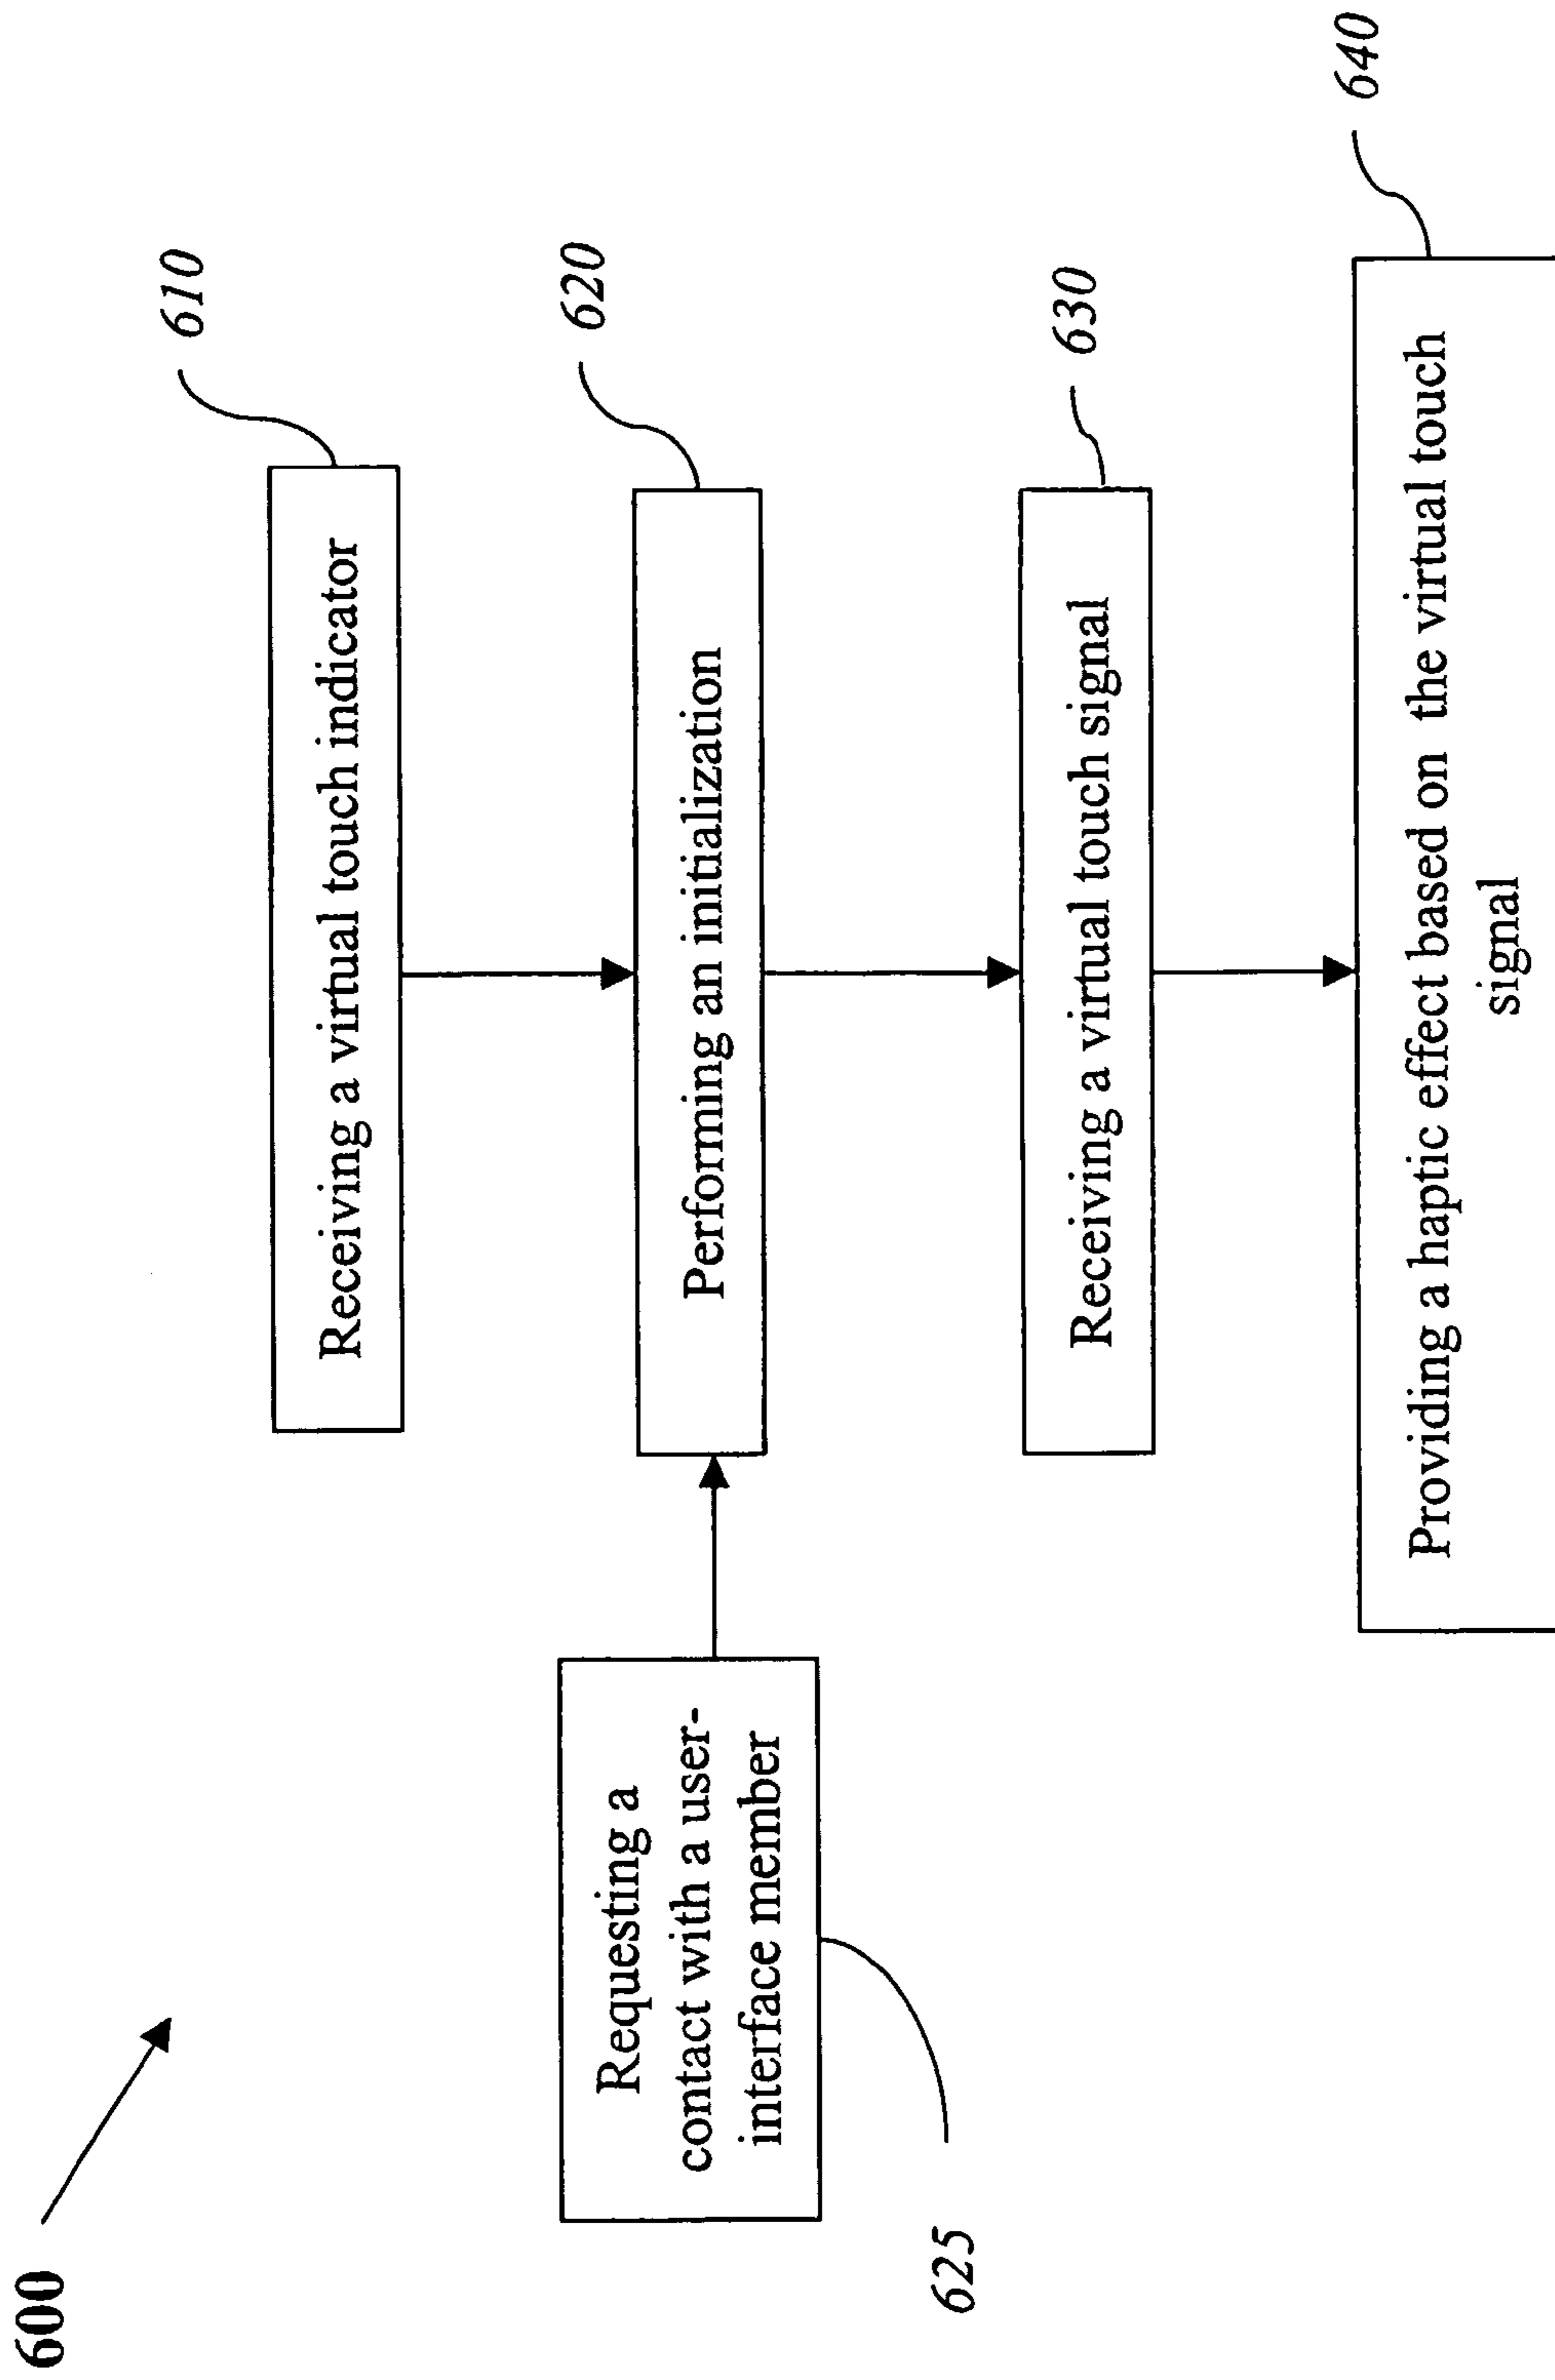 600
610
Receiving a virtual touch indicator
620
Performing an initialization
Requesting a
contact with a user-
interface member
625
630
Receiving a virtual touch signal
640
Providing a haptic effect based on the virtual touch
signal